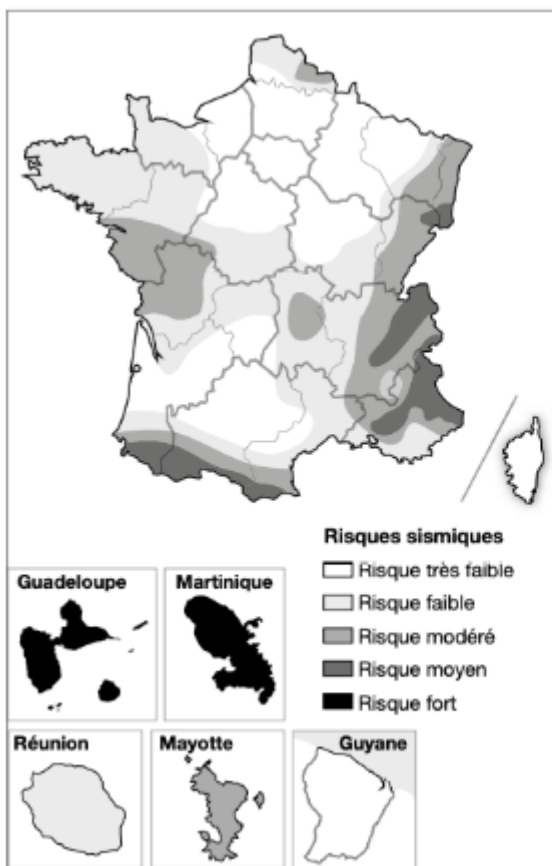 Risques sismiques
Risque très faible
Risque faible
Risque modéré
Risque moyen
Risque fort
Guadeloupe
Martinique
Réunion
Mayotte
Guyane